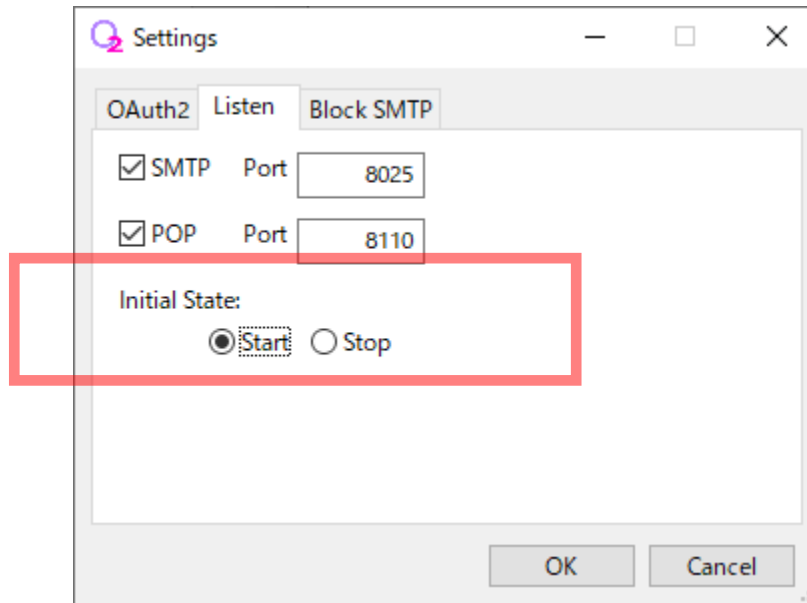 Settings
OAuth2 Listen Block SMTP
SMTP Port 8025
POP Port 8110
Initial State:
Start Stop
OK Cancel